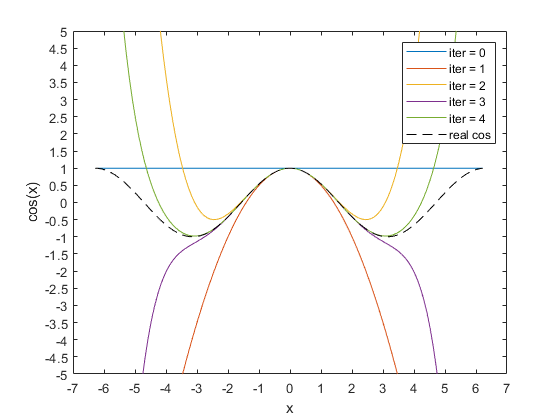 5
4.5
4
3.5
3
2.5
2
1.5
1
0.5
0
-0.5
-1
-1.5
-2
-2.5
-3
-3.5
-4
-4.5
-5
cos(x)
iter = 0
iter = 1
iter = 2
iter = 3
iter = 4
real cos
-7 -6 -5 -4 -3 -2 -1 0 1 2 3 4 5 6 7
x